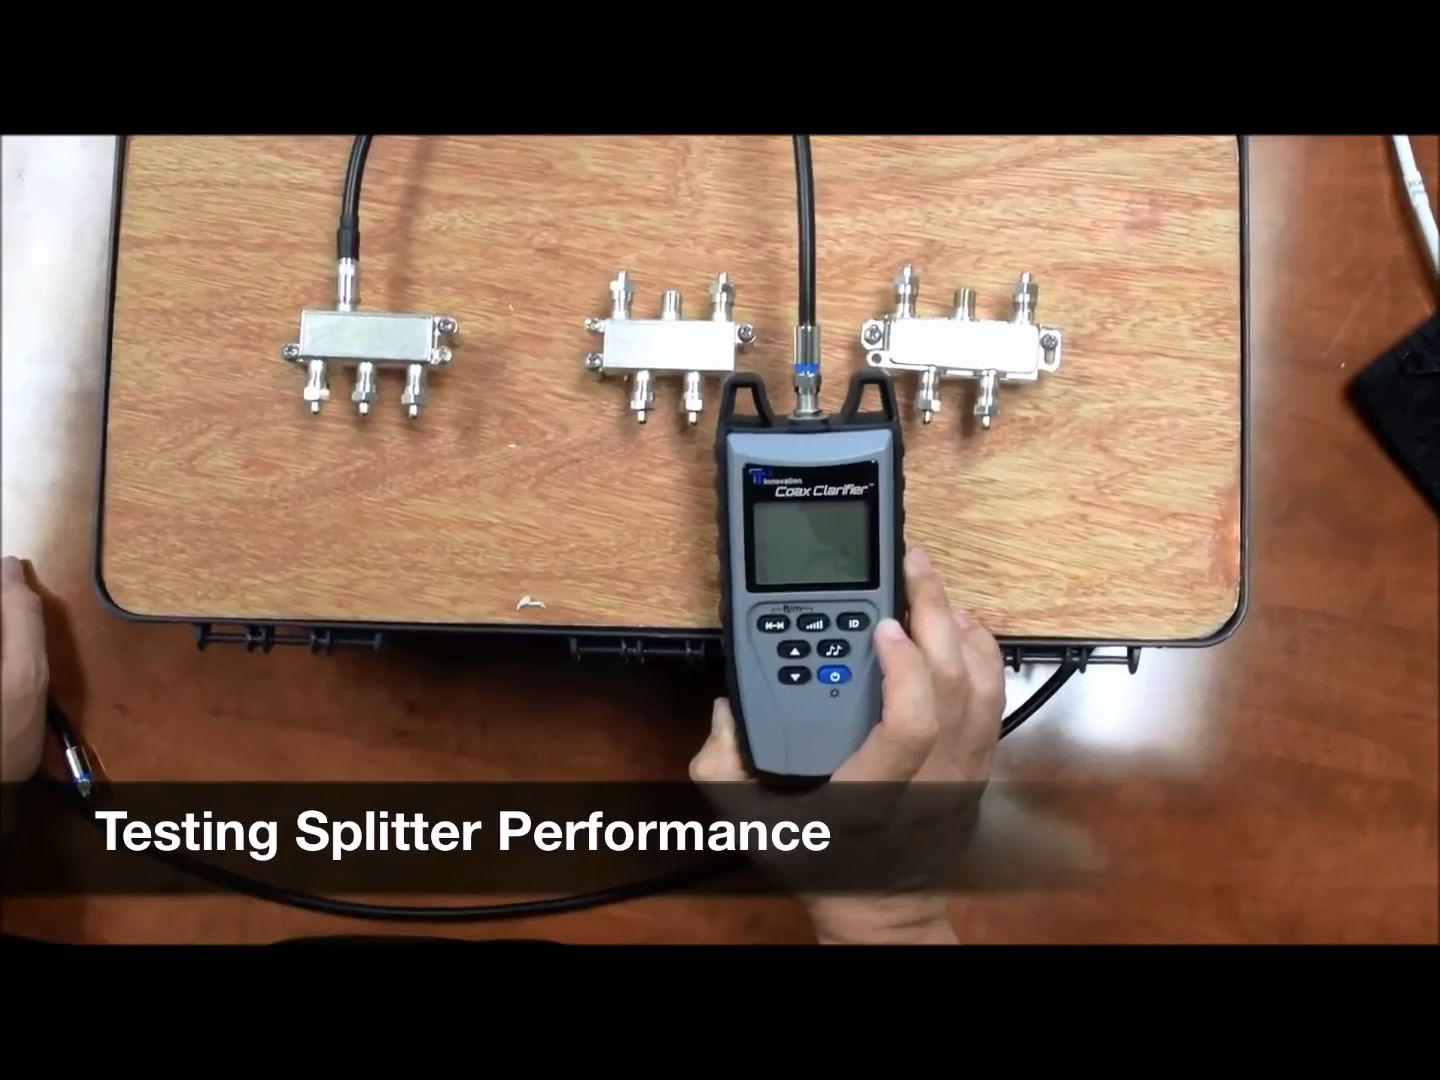 Innovation
Coax Clarifier™
ft/m
ID
Testing Splitter Performance